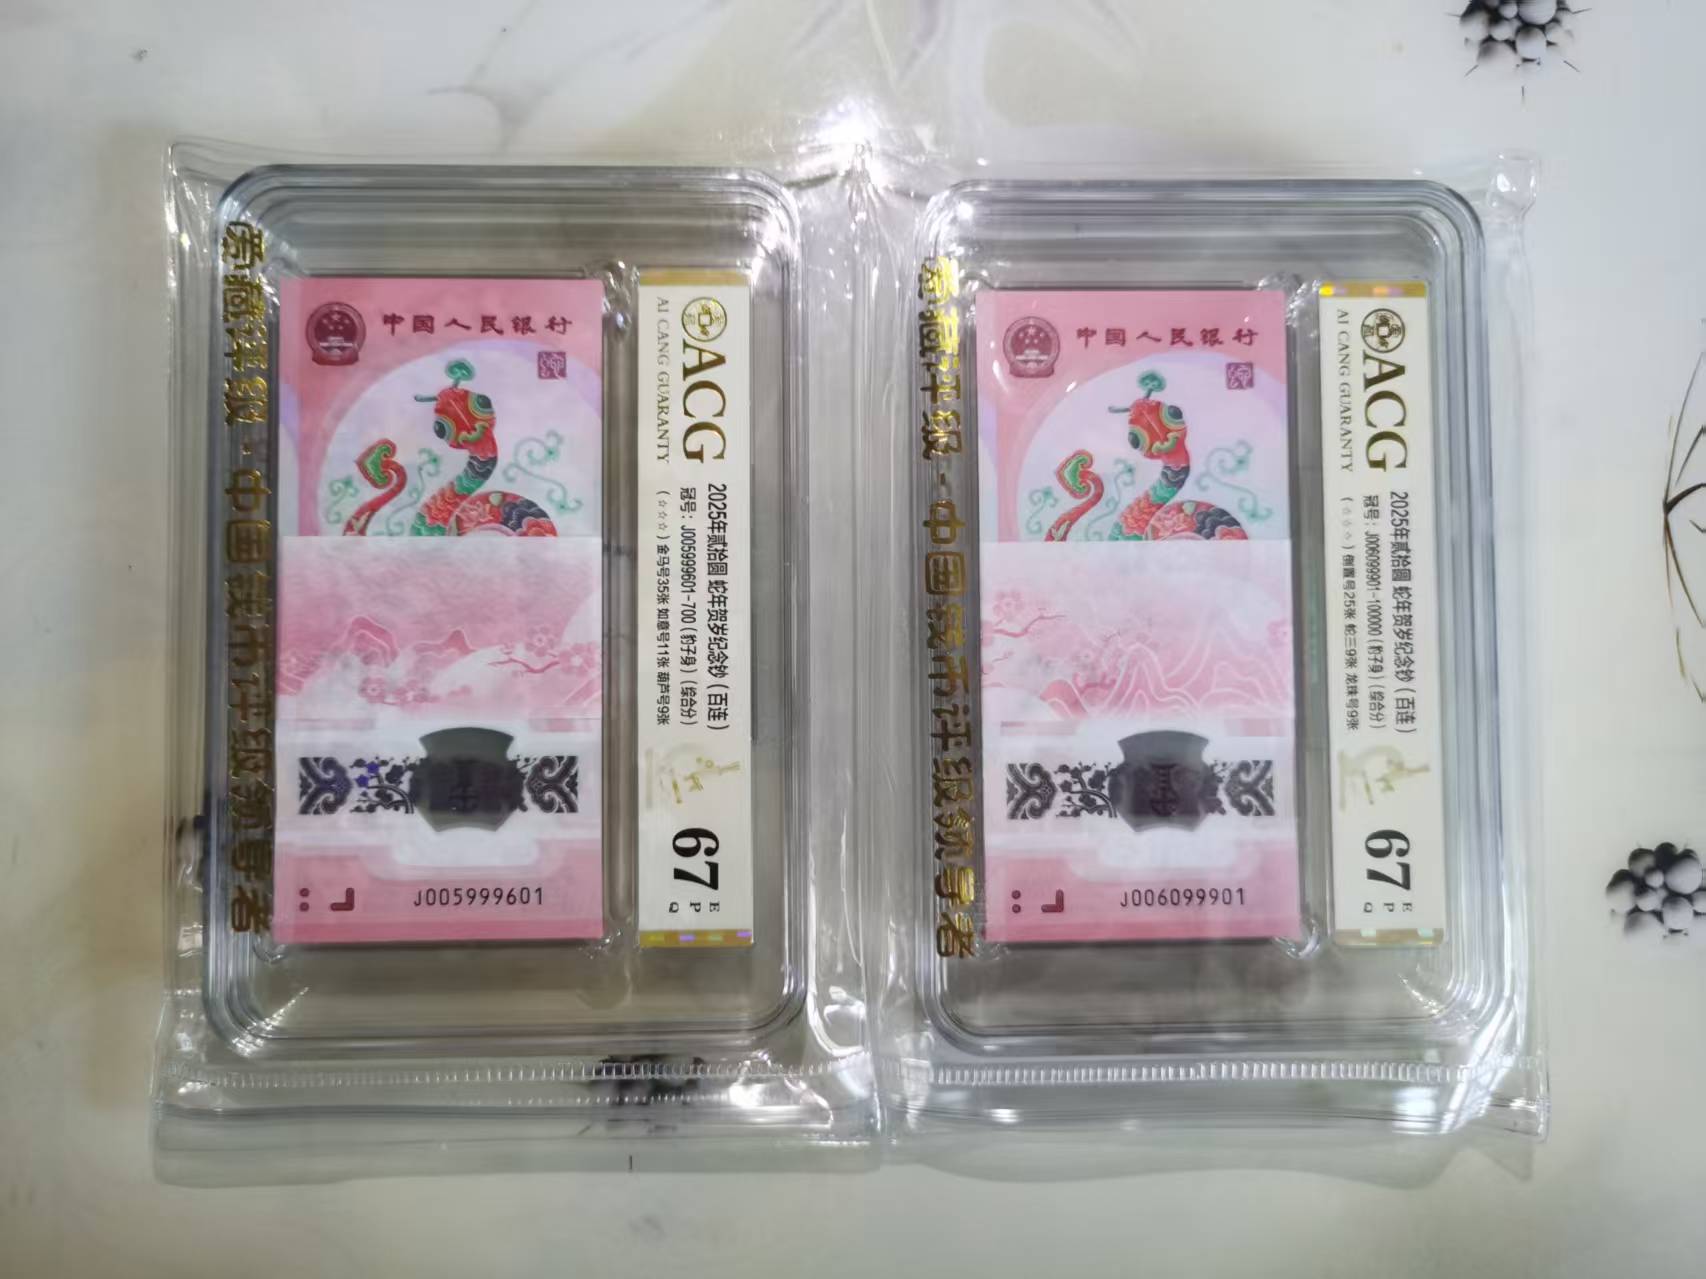 爱藏评级·中国钱币评级领导者
中国人民银行
J005999601
ACG
AI CANG GUARANTY
2025年贰拾圆 蛇年贺岁纪念钞(百连)
冠号:J005999601-700(豹子身)(综合分)
(☆☆☆)金马号35张 如意号11张 葫芦号9张
67
E
P
Q
爱藏评级·中国钱币评级领导者
中国人民银行
J006099901
ACG
AI CANG GUARANTY
2025年贰拾圆 蛇年贺岁纪念钞(百连)
冠号:J006099901-100000(豹子身)(综合分)
(☆☆☆)倒置号25张 蛇三9张 龙珠号9张
67
E
P
Q